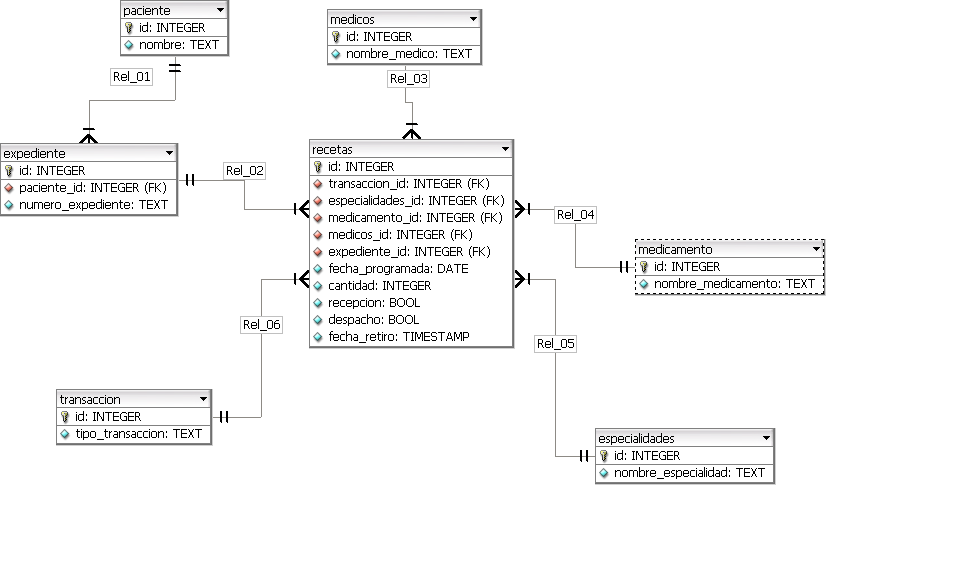 paciente
id: INTEGER
nombre: TEXT
Rel_01
medicos
id: INTEGER
nombre_medico: TEXT
Rel_03
expediente
id: INTEGER
paciente_id: INTEGER (FK)
numero_expediente: TEXT
Rel_02
recetas
id: INTEGER
transaccion_id: INTEGER (FK)
especialidades_id: INTEGER (FK)
medicamento_id: INTEGER (FK)
medicos_id: INTEGER (FK)
expediente_id: INTEGER (FK)
fecha_programada: DATE
cantidad: INTEGER
recepcion: BOOL
despacho: BOOL
fecha_retiro: TIMESTAMP
Rel_04
medicamento
id: INTEGER
nombre_medicamento: TEXT
Rel_06
Rel_05
transaccion
id: INTEGER
tipo_transaccion: TEXT
especialidades
id: INTEGER
nombre_especialidad: TEXT